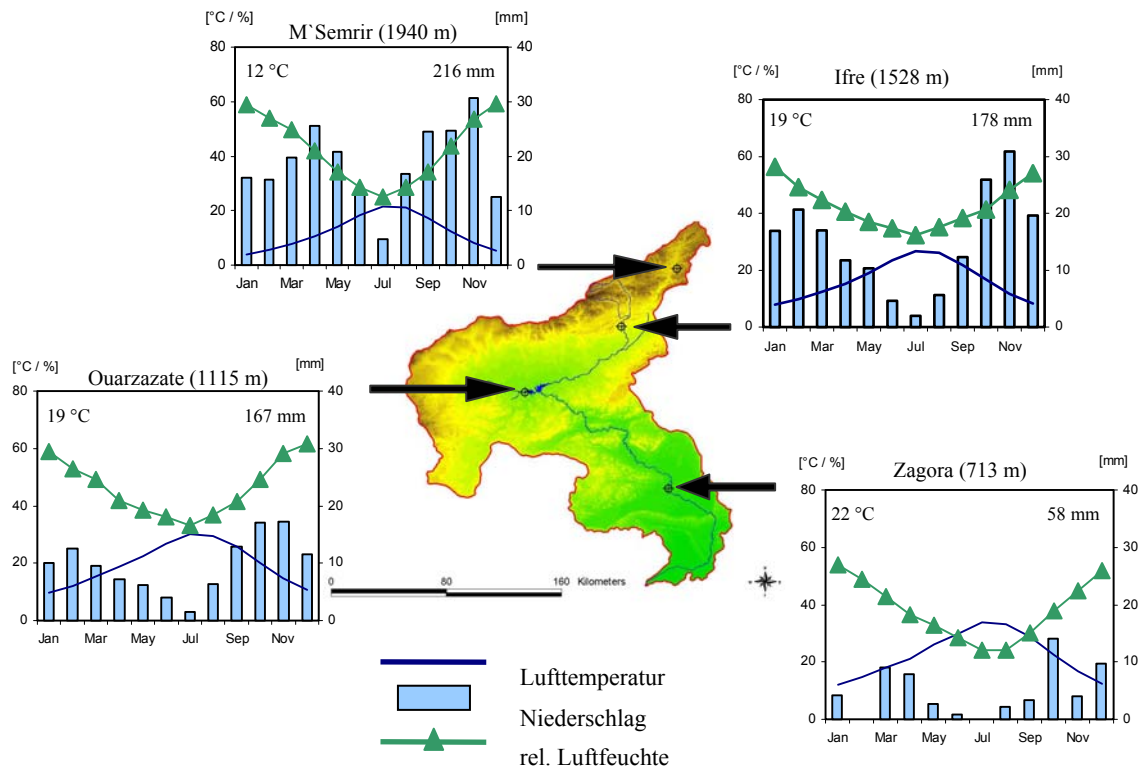 [°C / %] [mm]
M`Semrir (1940 m)
12 °C 216 mm
80 40
60 30
40 20
20 10
0 0
Jan Mar May Jul Sep Nov
[°C / %] [mm]
Ifre (1528 m)
19 °C 178 mm
80 40
60 30
40 20
20 10
0 0
Jan Mar May Jul Sep Nov
[°C / %] [mm]
Ouarzazate (1115 m)
19 °C 167 mm
80 40
60 30
40 20
20 10
0 0
Jan Mar May Jul Sep Nov
0 80 160 Kilometers
[°C / %] [mm]
Zagora (713 m)
22 °C 58 mm
80 40
60 30
40 20
20 10
0 0
Jan Mar May Jul Sep Nov
Lufttemperatur
Niederschlag
rel. Luftfeuchte